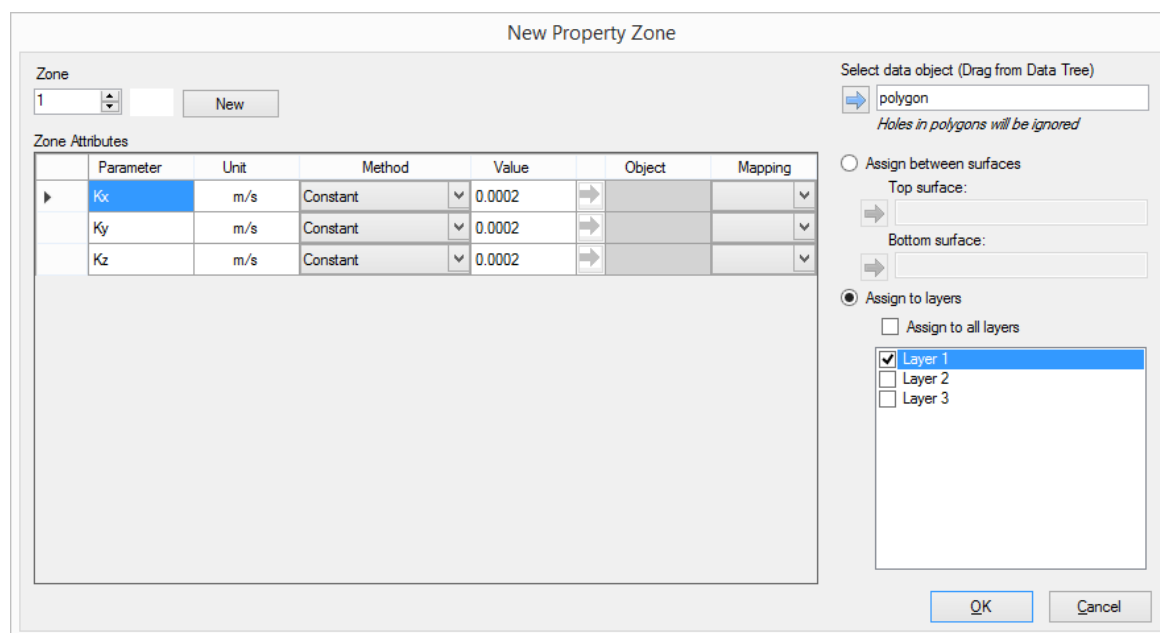 New Property Zone
Zone
1
New
Zone Attributes
Parameter Unit Method Value Object Mapping
Kx m/s Constant 0.0002
Ky m/s Constant 0.0002
Kz m/s Constant 0.0002
Select data object (Drag from Data Tree)
polygon
Holes in polygons will be ignored
Assign between surfaces
Top surface:
Bottom surface:
Assign to layers
Assign to all layers
Layer 1
Layer 2
Layer 3
OK Cancel